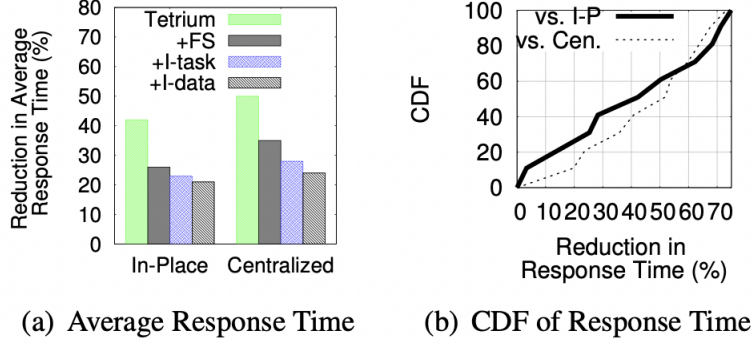 Reduction in Average
Response Time (%)
80
70
60
50
40
30
20
10
0
Tetrium
+FS
+I-task
+I-data
In-Place Centralized
(a) Average Response Time
CDF
100
80
60
40
20
0
vs. I-P
vs. Cen.
0 10 20 30 40 50 60 70
Reduction in
Response Time (%)
(b) CDF of Response Time